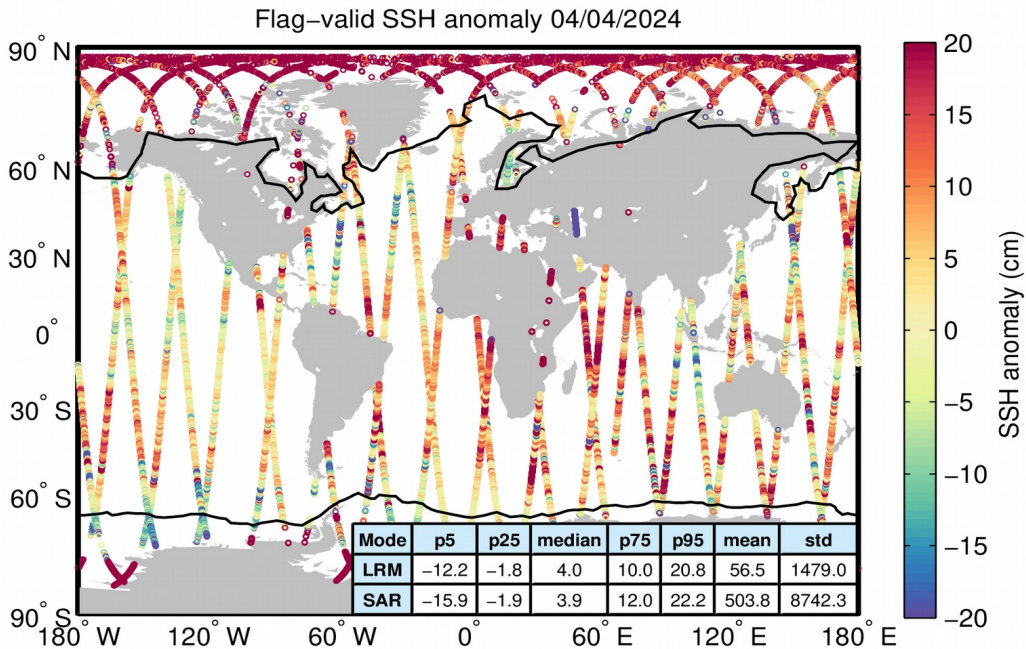 Flag−valid SSH anomaly 04/04/2024
90° N
60° N
30° N
0°
30° S
60° S
90° S
180° W 120° W 60° W 0° 60° E 120° E 180° E
Mode p5 p25 median p75 p95 mean std
LRM −12.2 −1.8 4.0 10.0 20.8 56.5 1479.0
SAR −15.9 −1.9 3.9 12.0 22.2 503.8 8742.3
20
15
10
5
0
−5
−10
−15
−20
SSH anomaly (cm)